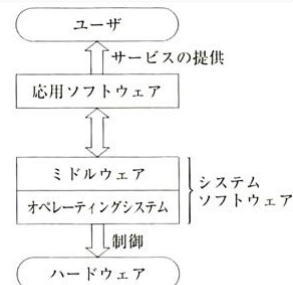 ユーザ
サービスの提供
応用ソフトウェア
ミドルウェア
オペレーティングシステム
システム
ソフトウェア
制御
ハードウェア